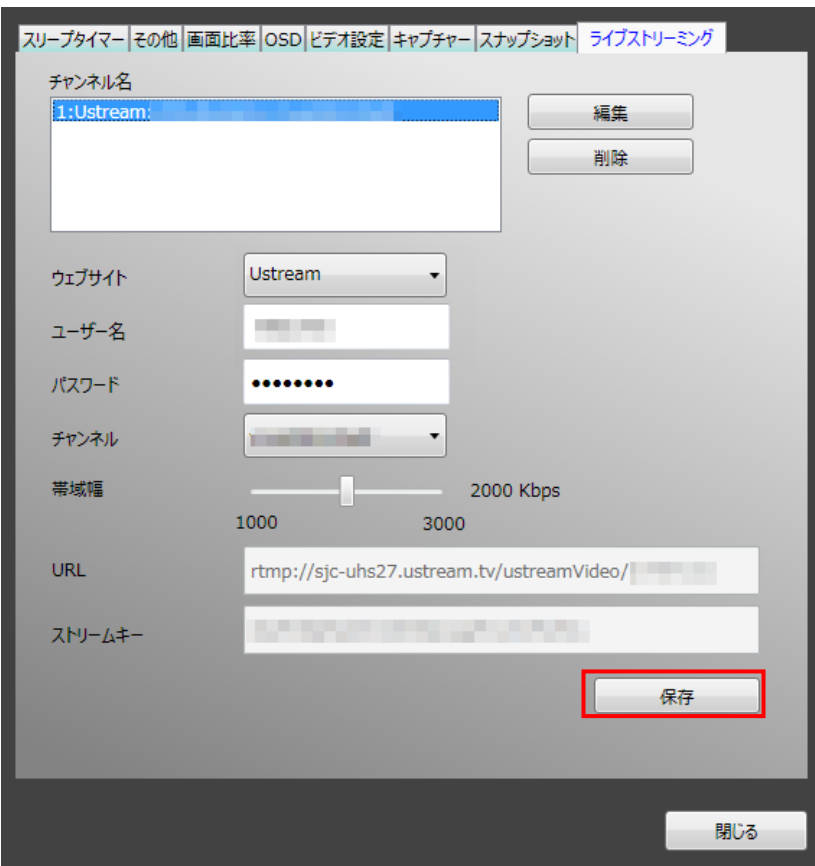 スリープタイマー その他 画面比率 OSD ビデオ設定 キャプチャー スナップショット ライブストリーミング
チャンネル名
1:Ustream:
編集
削除
ウェブサイト Ustream
ユーザー名
パスワード ●●●●●●●●
チャンネル
帯域幅 2000 Kbps
1000 3000
URL rtmp://sjc-uhs27.ustream.tv/ustreamVideo/
ストリームキー
保存
閉じる